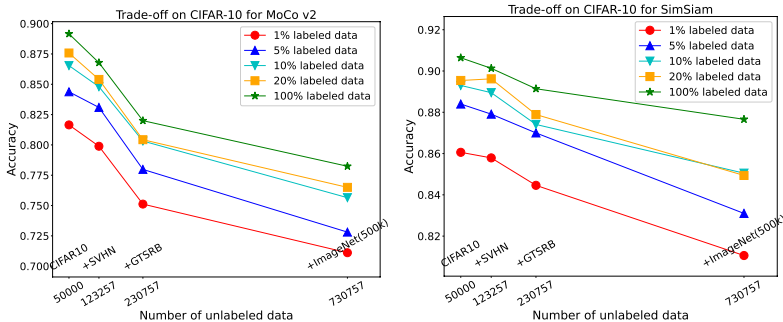 Trade-off on CIFAR-10 for MoCo v2
0.900
0.875
0.850
0.825
0.800
0.775
0.750
0.725
0.700
Accuracy
1% labeled data
5% labeled data
10% labeled data
20% labeled data
100% labeled data
CIFAR10
+SVHN
+GTSRB
+ImageNet(500k)
50000
123257
230757
730757
Number of unlabeled data
Trade-off on CIFAR-10 for SimSiam
0.92
0.90
0.88
0.86
0.84
0.82
Accuracy
1% labeled data
5% labeled data
10% labeled data
20% labeled data
100% labeled data
CIFAR10
+SVHN
+GTSRB
+ImageNet(500k)
50000
123257
230757
730757
Number of unlabeled data